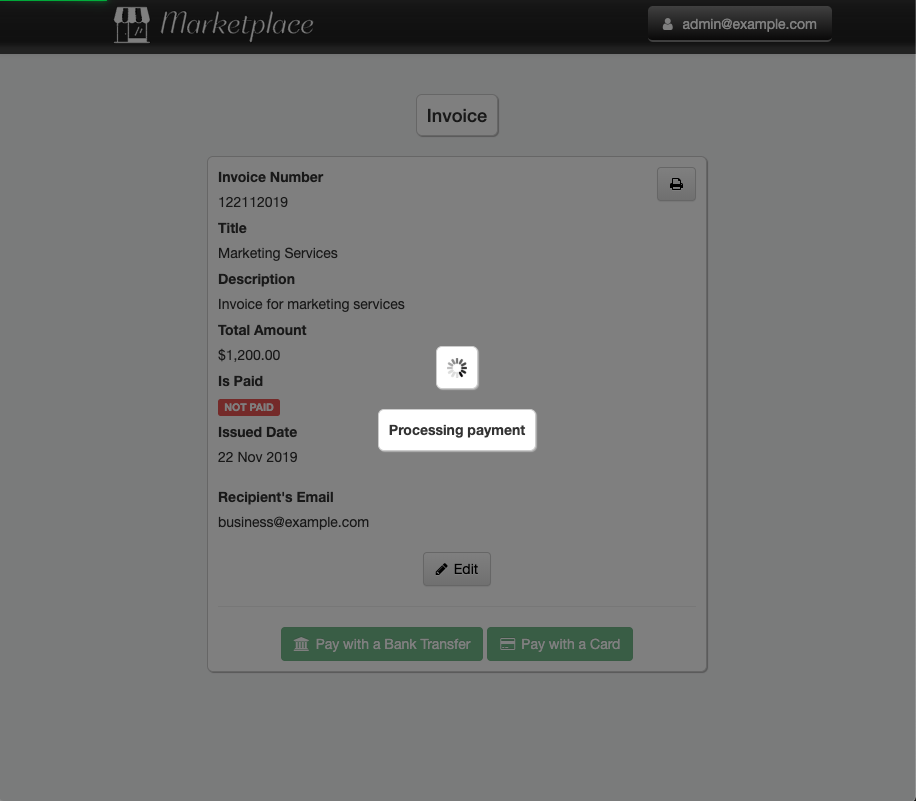 Marketplace
admin@example.com
Invoice
Invoice Number
122112019
Title
Marketing Services
Description
Invoice for marketing services
Total Amount
$1,200.00
Is Paid
NOT PAID
Processing payment
Issued Date
22 Nov 2019
Recipient's Email
business@example.com
Edit
Pay with a Bank Transfer Pay with a Card